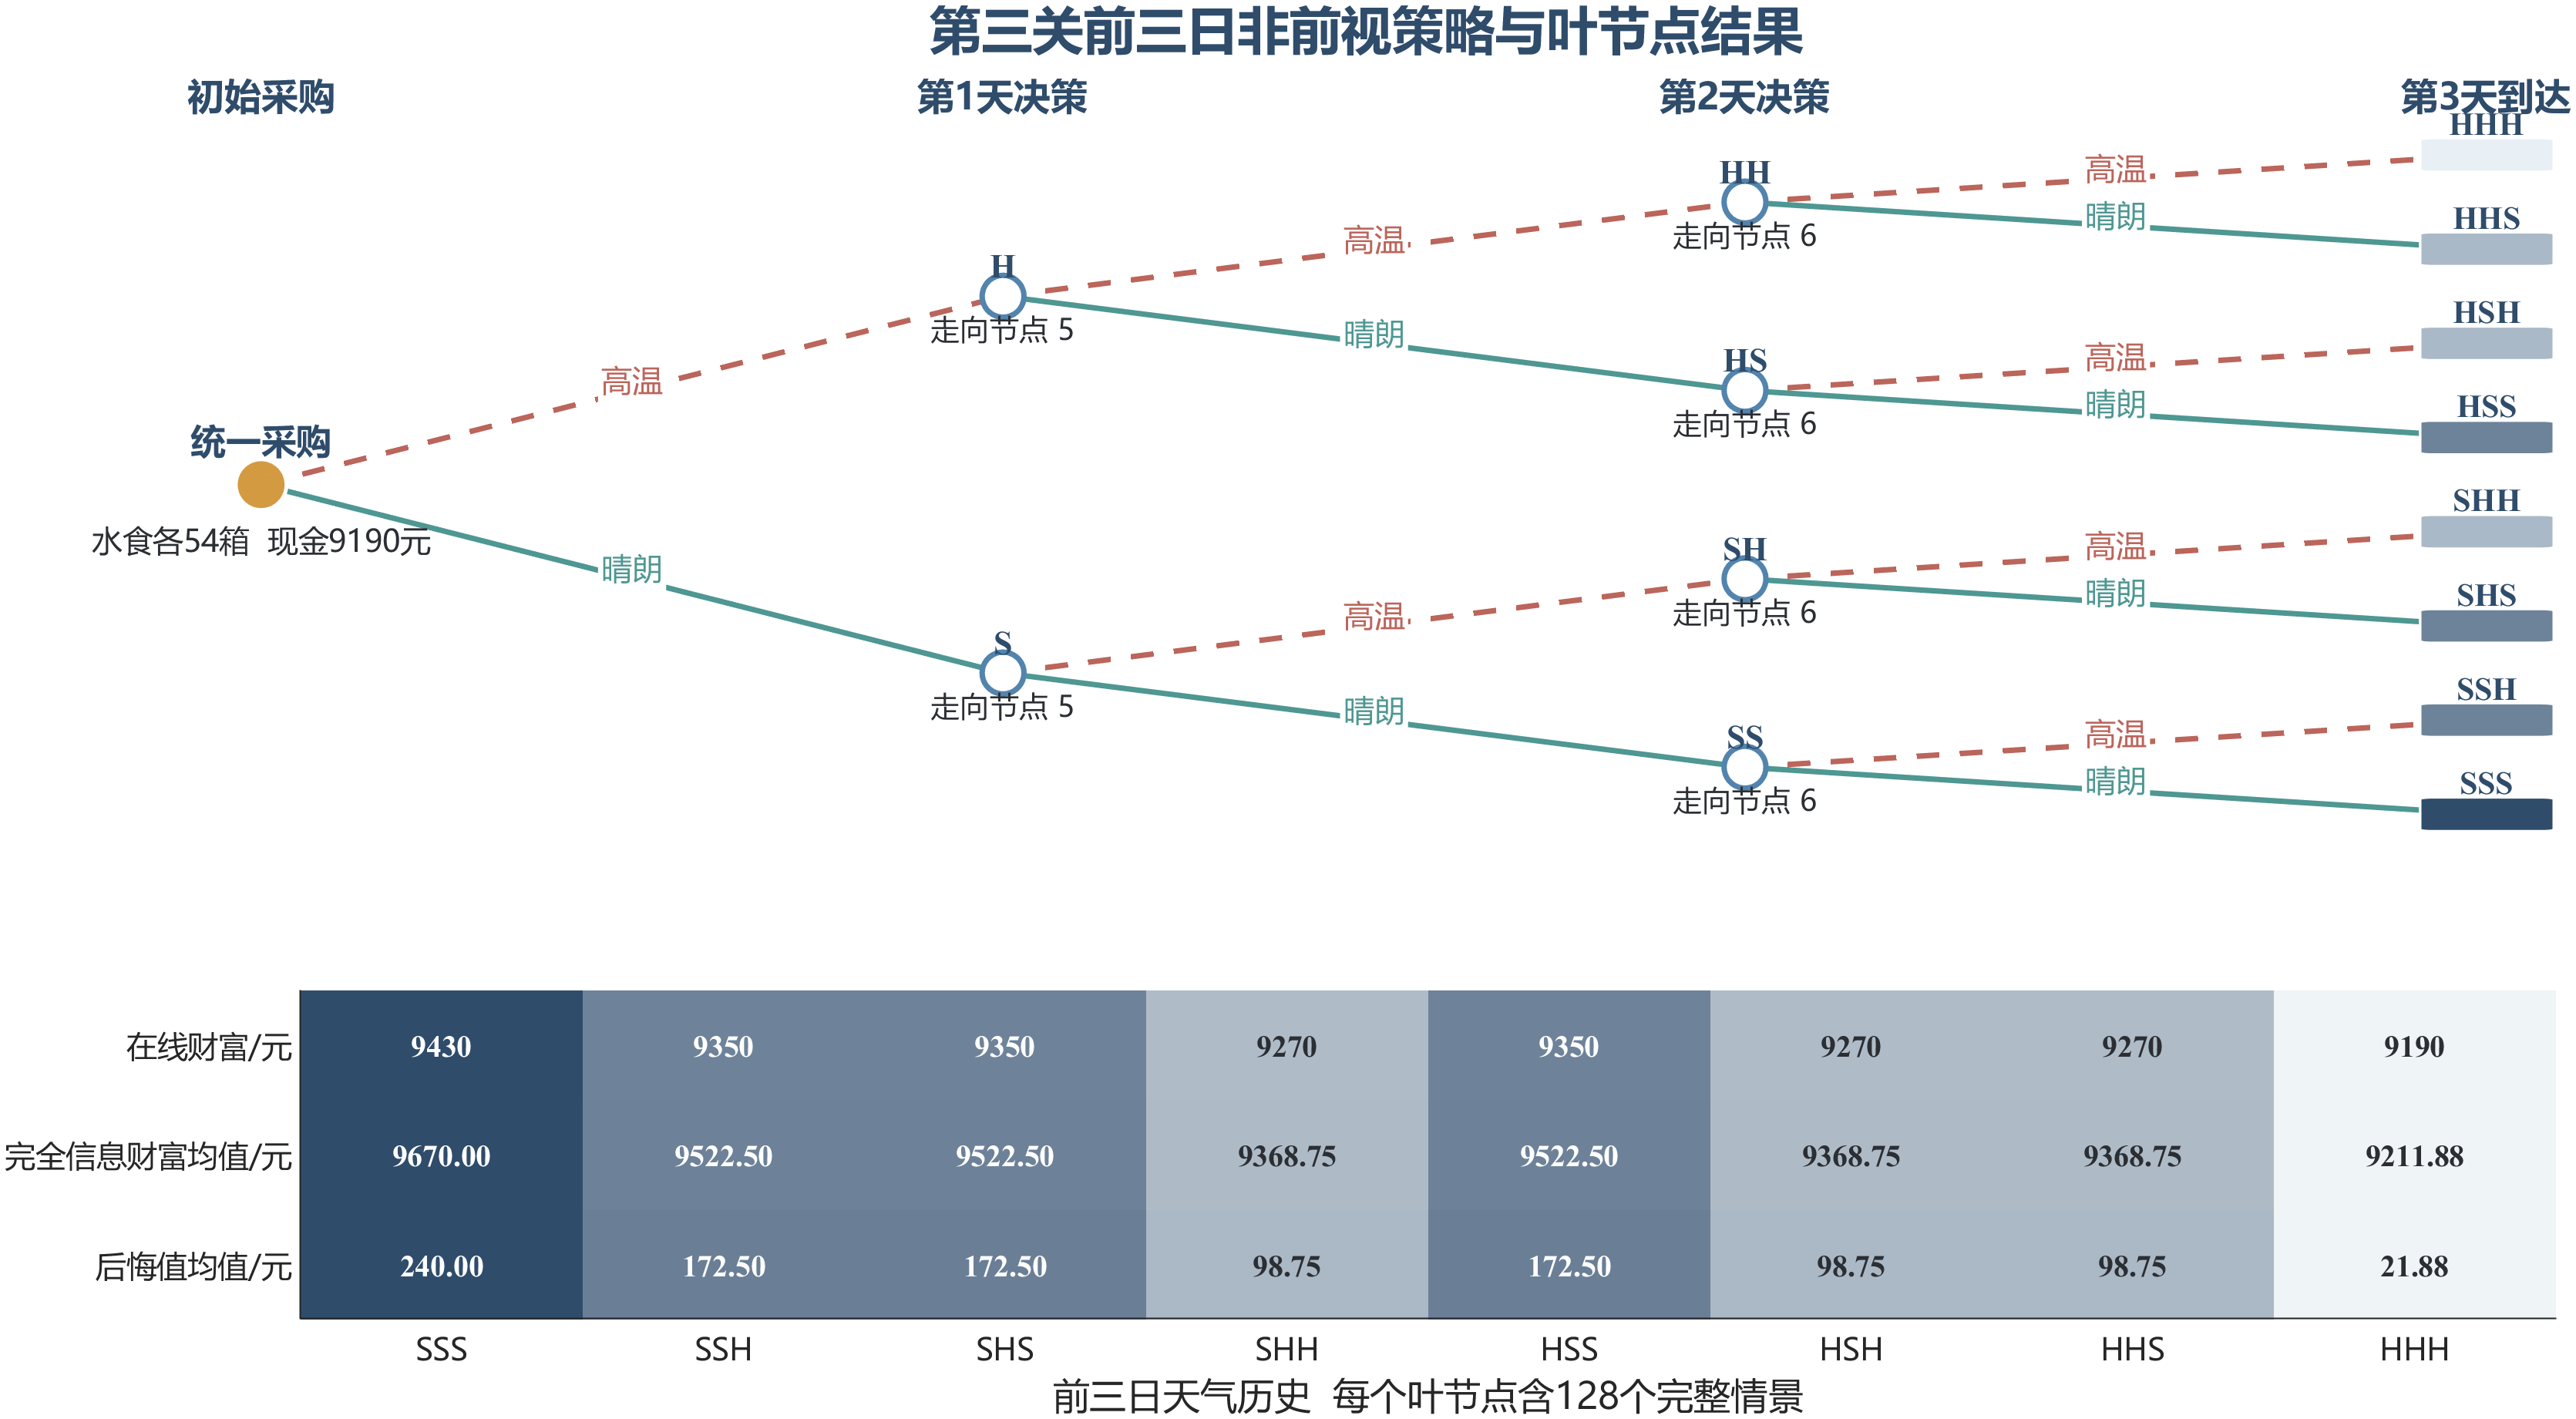 第三关前三日非前视策略与叶节点结果
初始采购
第1天决策
第2天决策
第3天到达
HHH
高温
HH
走向节点 6
晴朗
HHS
高温
H
走向节点 5
晴朗
HSH
高温
HS
走向节点 6
晴朗
HSS
高温
统一采购
水食各54箱 现金9190元
晴朗
SHH
高温
SH
走向节点 6
晴朗
SHS
高温
S
走向节点 5
晴朗
SSH
高温
SS
走向节点 6
晴朗
SSS
在线财富/元 9430 9350 9350 9270 9350 9270 9270 9190
完全信息财富均值/元 9670.00 9522.50 9522.50 9368.75 9522.50 9368.75 9368.75 9211.88
后悔值均值/元 240.00 172.50 172.50 98.75 172.50 98.75 98.75 21.88
SSS SSH SHS SHH HSS HSH HHS HHH
前三日天气历史 每个叶节点含128个完整情景